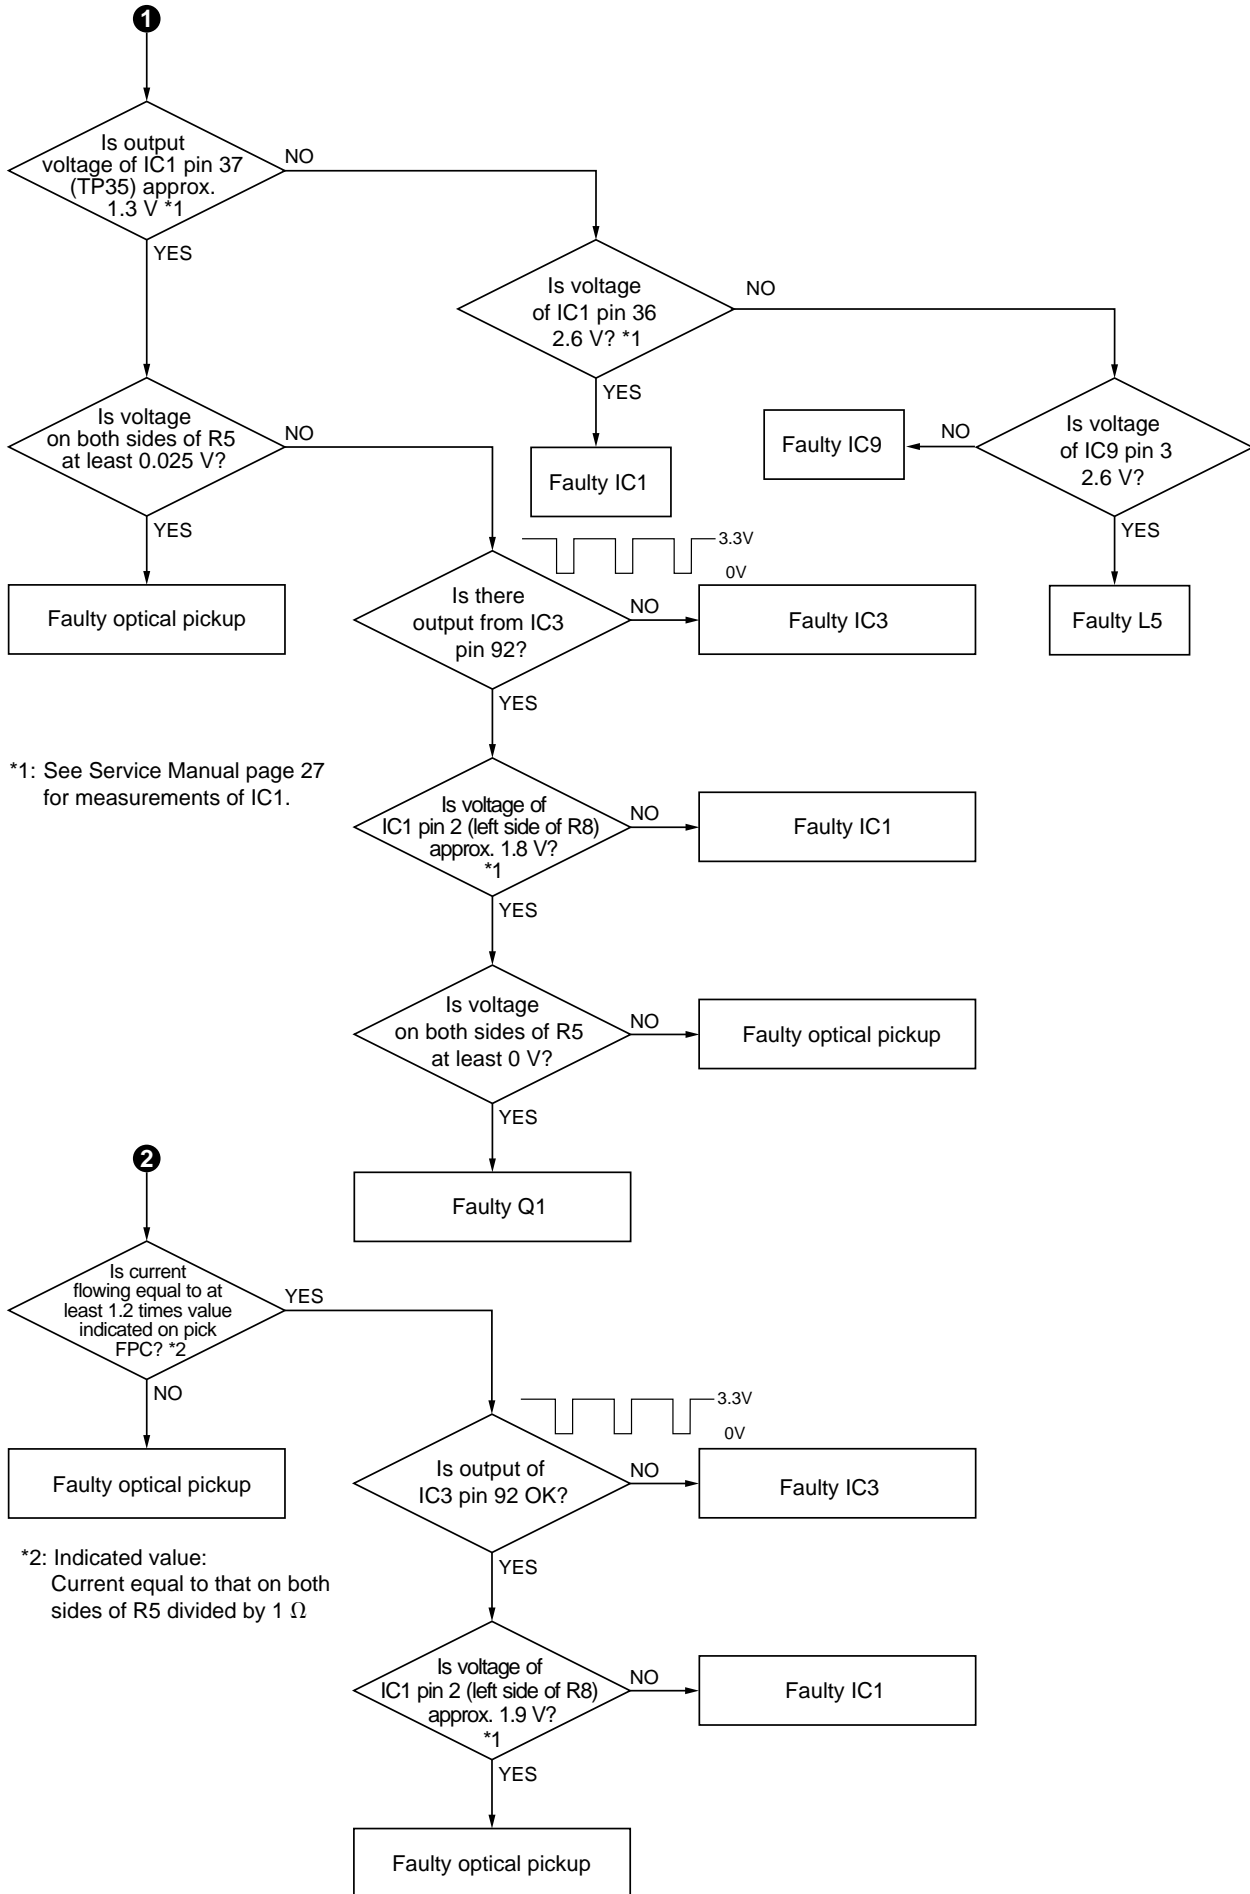 1
Is output
voltage of IC1 pin 37
(TP35) approx.
1.3 V *1
NO
YES
Is voltage
of IC1 pin 36
2.6 V? *1
NO
YES
Is voltage
on both sides of R5
at least 0.025 V?
NO
YES
Faulty IC1
Faulty IC9
NO
Is voltage
of IC9 pin 3
2.6 V?
YES
Faulty L5
Faulty optical pickup
3.3V
0V
Is there
output from IC3
pin 92?
NO
Faulty IC3
YES
*1: See Service Manual page 27
for measurements of IC1.
Is voltage of
IC1 pin 2 (left side of R8)
approx. 1.8 V?
*1
NO
Faulty IC1
YES
Is voltage
on both sides of R5
at least 0 V?
NO
Faulty optical pickup
YES
Faulty Q1
2
Is current
flowing equal to at
least 1.2 times value
indicated on pick
FPC? *2
YES
NO
Faulty optical pickup
3.3V
0V
Is output of
IC3 pin 92 OK?
NO
Faulty IC3
YES
*2: Indicated value:
Current equal to that on both
sides of R5 divided by 1 Ω
Is voltage of
IC1 pin 2 (left side of R8)
approx. 1.9 V?
*1
NO
Faulty IC1
YES
Faulty optical pickup